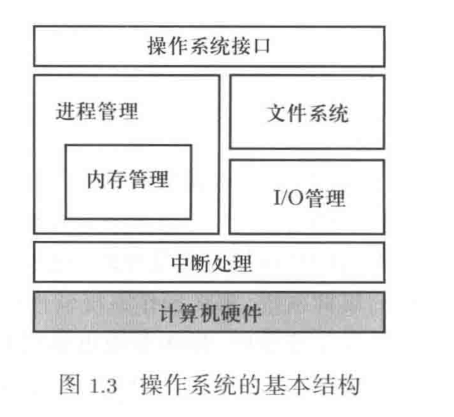 操作系统接口
进程管理
内存管理
文件系统
I/O管理
中断处理
计算机硬件
图 1.3 操作系统的基本结构